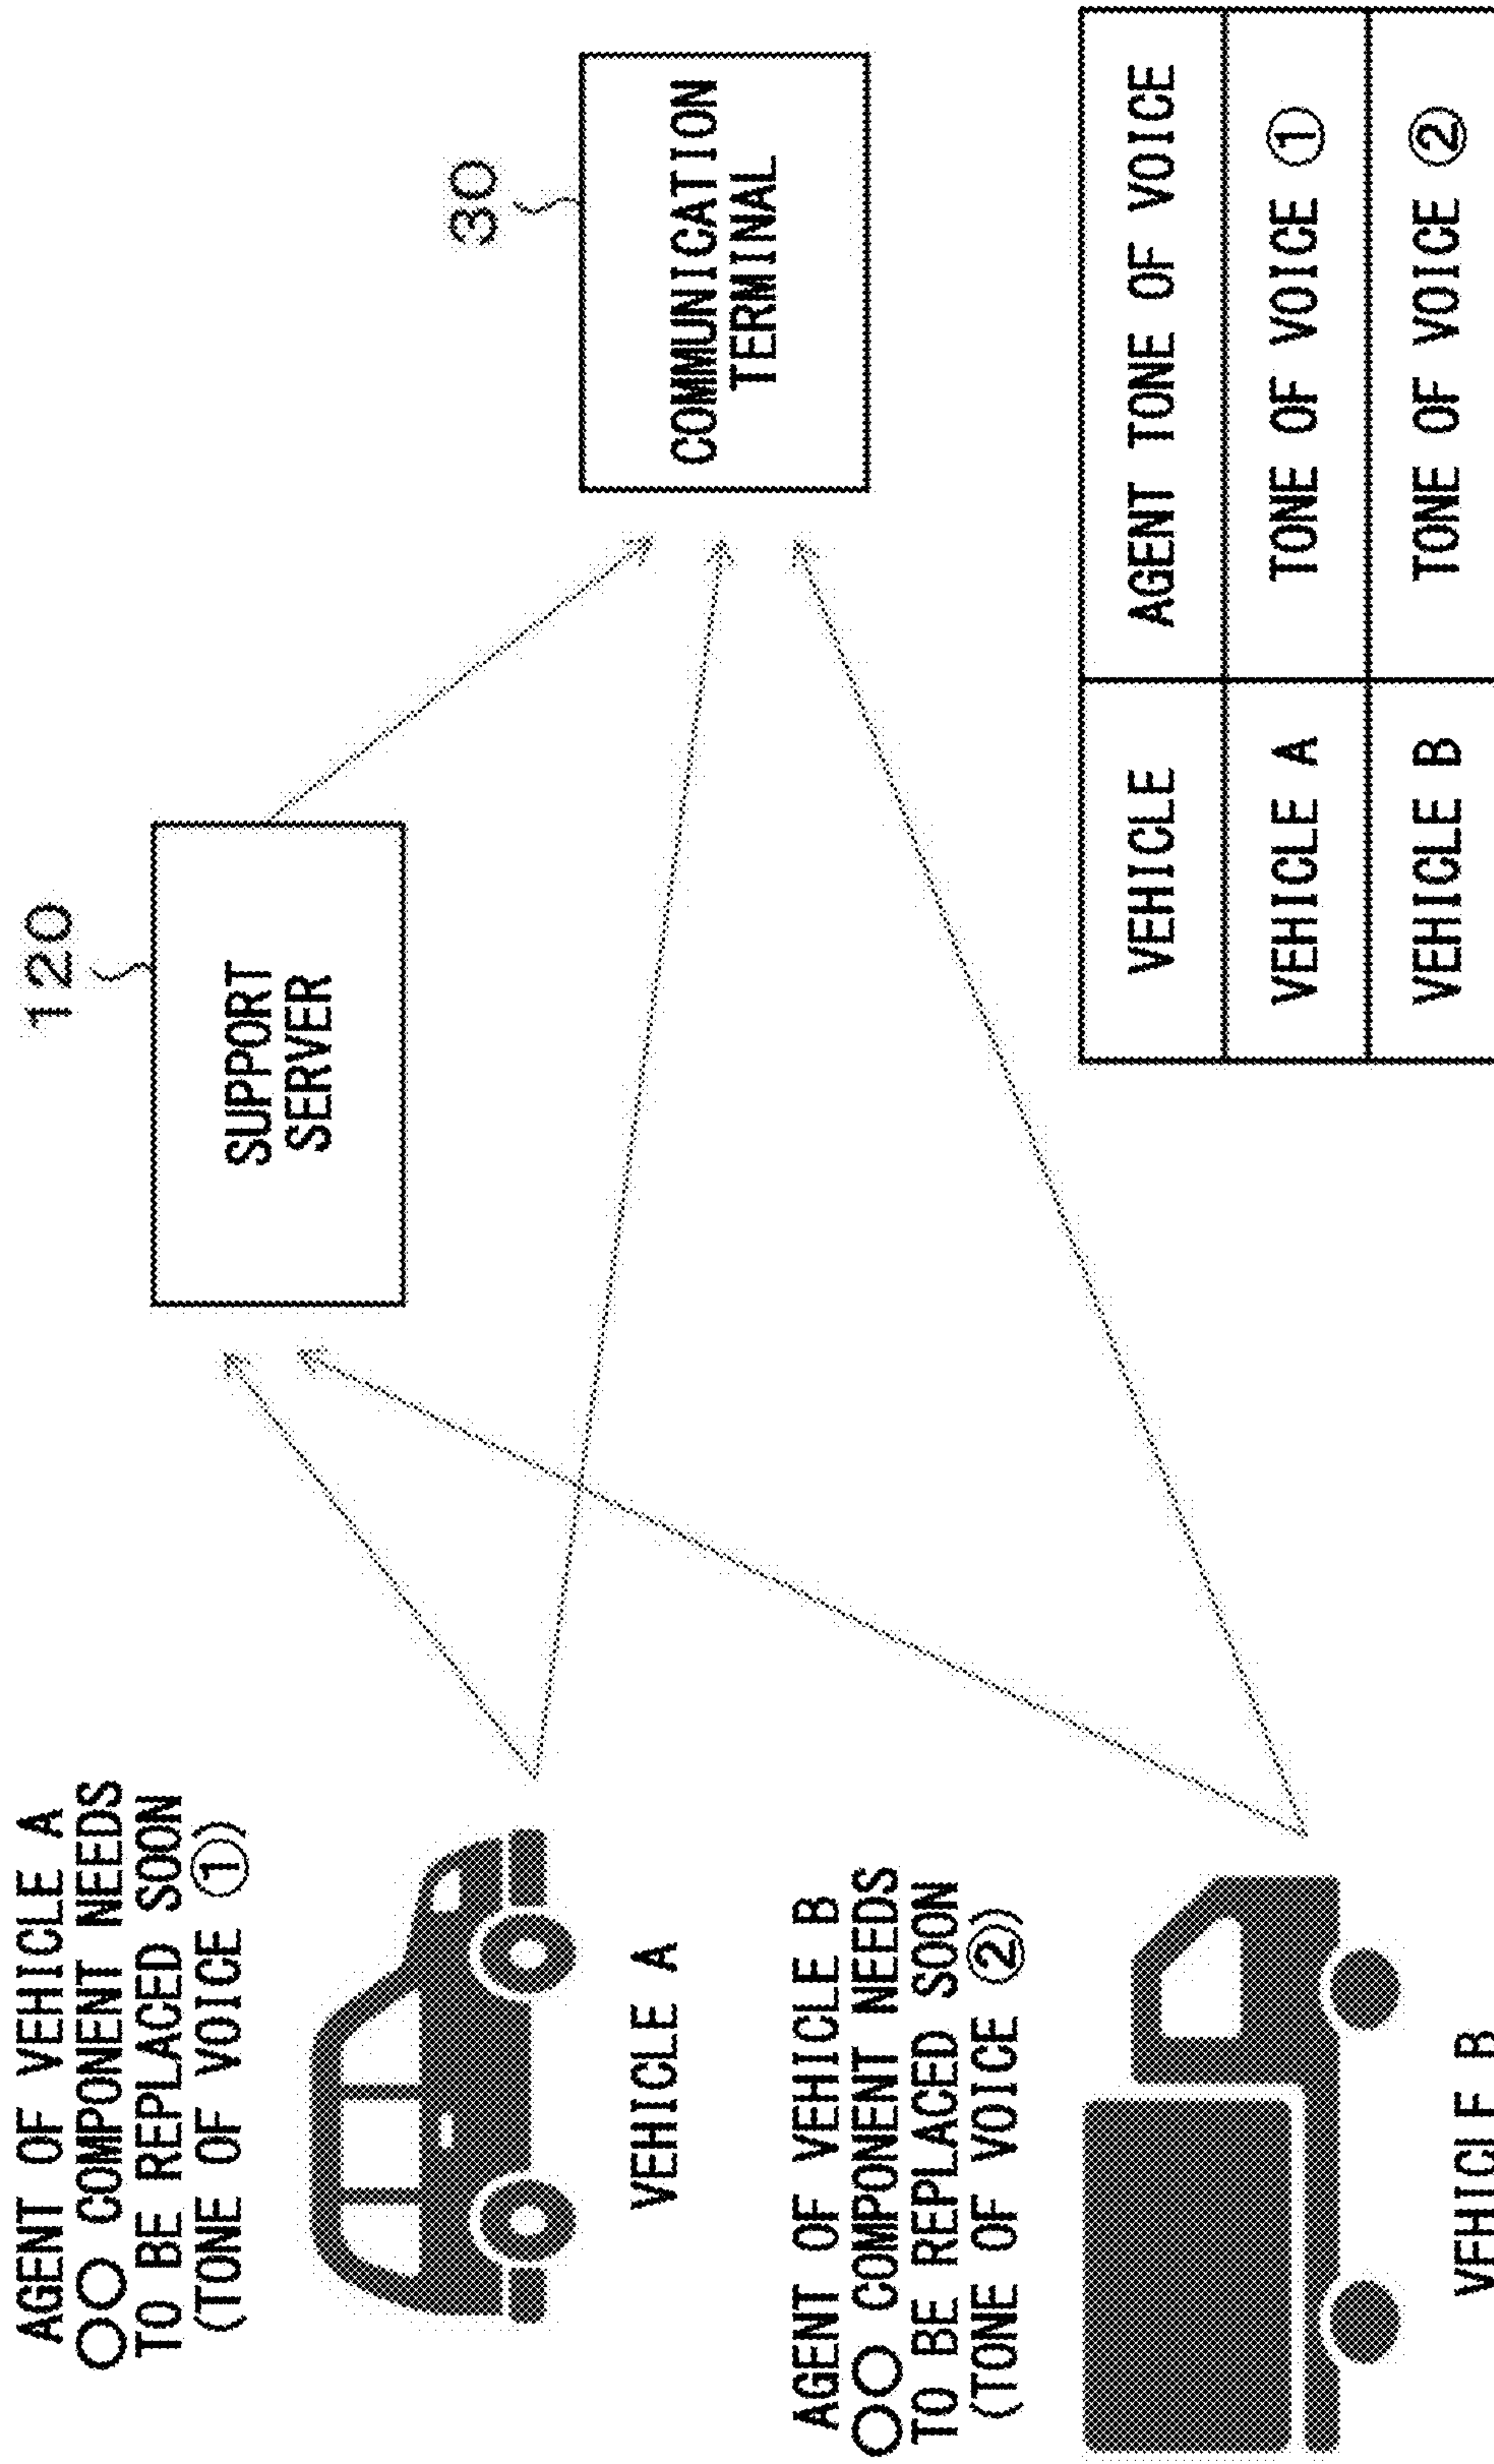 AGENT OF VEHICLE A
○○ COMPONENT NEEDS
TO BE REPLACED SOON
(TONE OF VOICE ①)
VEHICLE A
AGENT OF VEHICLE B
○○ COMPONENT NEEDS
TO BE REPLACED SOON
(TONE OF VOICE ②)
VEHICLE B
120
SUPPORT
SERVER
30
COMMUNICATION
TERMINAL
VEHICLE AGENT TONE OF VOICE
VEHICLE A TONE OF VOICE ①
VEHICLE B TONE OF VOICE ②